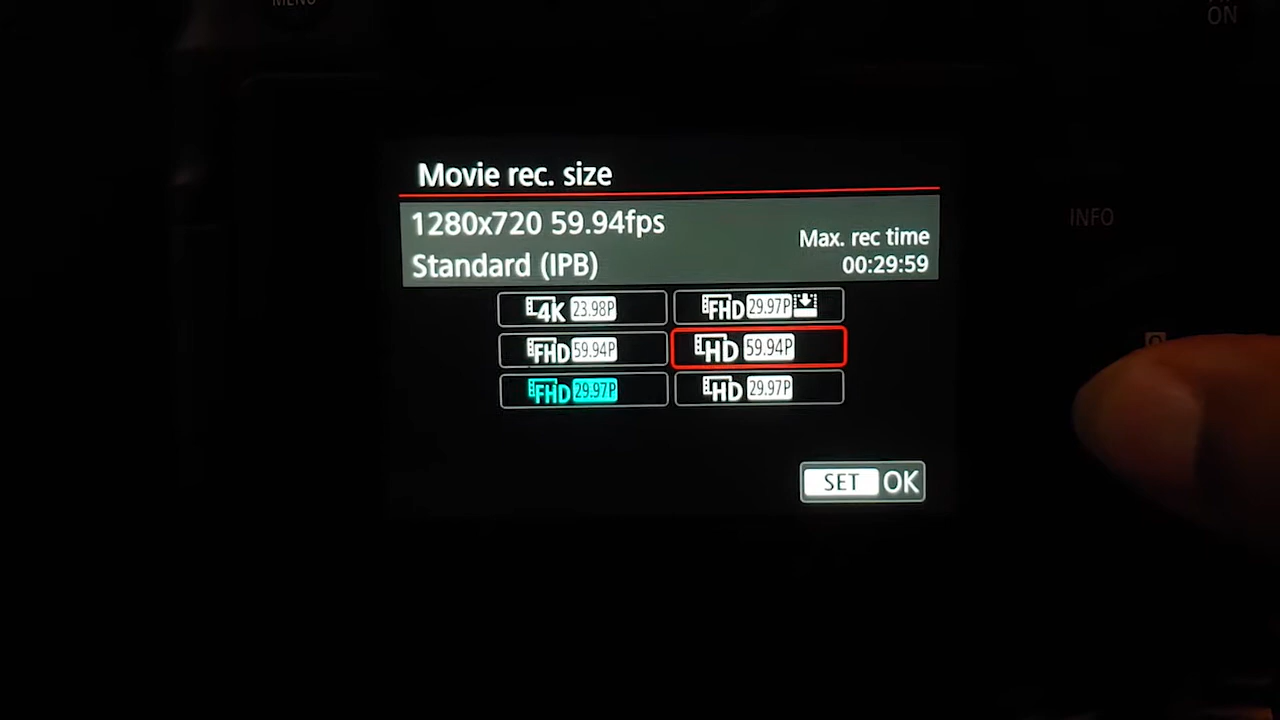 MENU
ON
Movie rec. size
1280x720 59.94fps
Standard (IPB)
Max. rec time
00:29:59
INFO
4K 23.98P
FHD 29.97P
FHD 59.94P
HD 59.94P
FHD 29.97P
HD 29.97P
SET OK